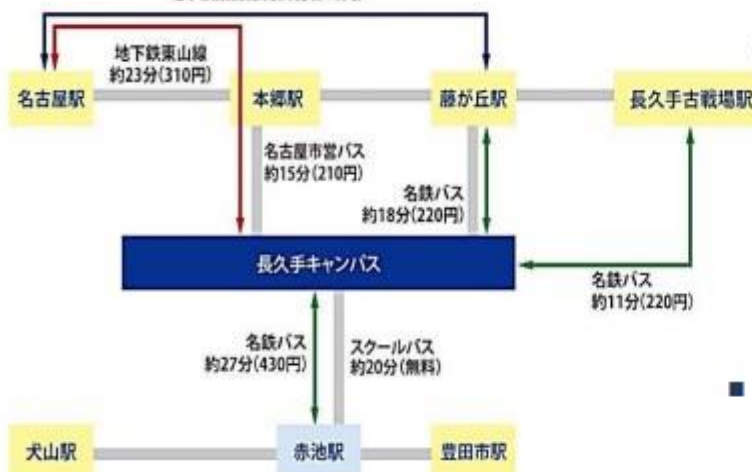 地下鉄東山線
約23分(310円)
名古屋駅
本郷駅
藤が丘駅
長久手古戦場駅
名古屋市営バス
約15分(210円)
名鉄バス
約18分(220円)
長久手キャンパス
名鉄バス
約11分(220円)
名鉄バス
約27分(430円)
スクールバス
約20分(無料)
犬山駅
赤池駅
豊田市駅